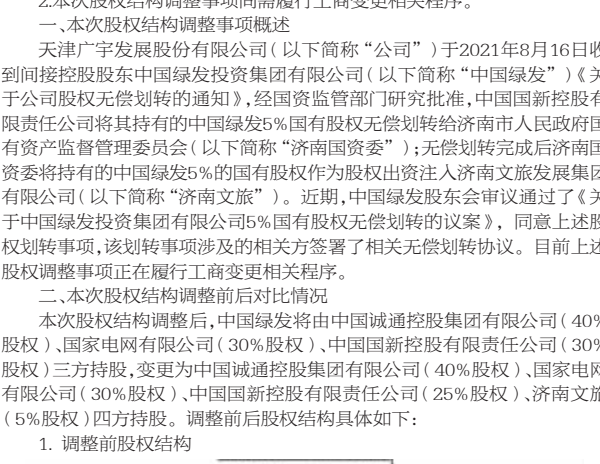 2.本次股权结构调整事项尚需履行工商变更相关程序。
一、本次股权结构调整事项概述
天津广宇发展股份有限公司（以下简称“公司”）于2021年8月16日收
到间接控股股东中国绿发投资集团有限公司（以下简称“中国绿发”）《关
于公司股权无偿划转的通知》,经国资监管部门研究批准,中国国新控股有
限责任公司将其持有的中国绿发5%国有股权无偿划转给济南市人民政府国
有资产监督管理委员会（以下简称“济南国资委”）;无偿划转完成后济南国
资委将持有的中国绿发5%的国有股权作为股权出资注入济南文旅发展集团
有限公司（以下简称“济南文旅”）。近期,中国绿发股东会审议通过了《关
于中国绿发投资集团有限公司5%国有股权无偿划转的议案》，同意上述股
权划转事项,该划转事项涉及的相关方签署了相关无偿划转协议。目前上述
股权调整事项正在履行工商变更相关程序。
二、本次股权结构调整前后对比情况
本次股权结构调整后,中国绿发将由中国诚通控股集团有限公司（40%
股权）、国家电网有限公司（30%股权）、中国国新控股有限责任公司（30%
股权）三方持股,变更为中国诚通控股集团有限公司（40%股权）、国家电网
有限公司（30%股权）、中国国新控股有限责任公司（25%股权）、济南文旅
（5%股权）四方持股。调整前后股权结构具体如下：
1. 调整前股权结构